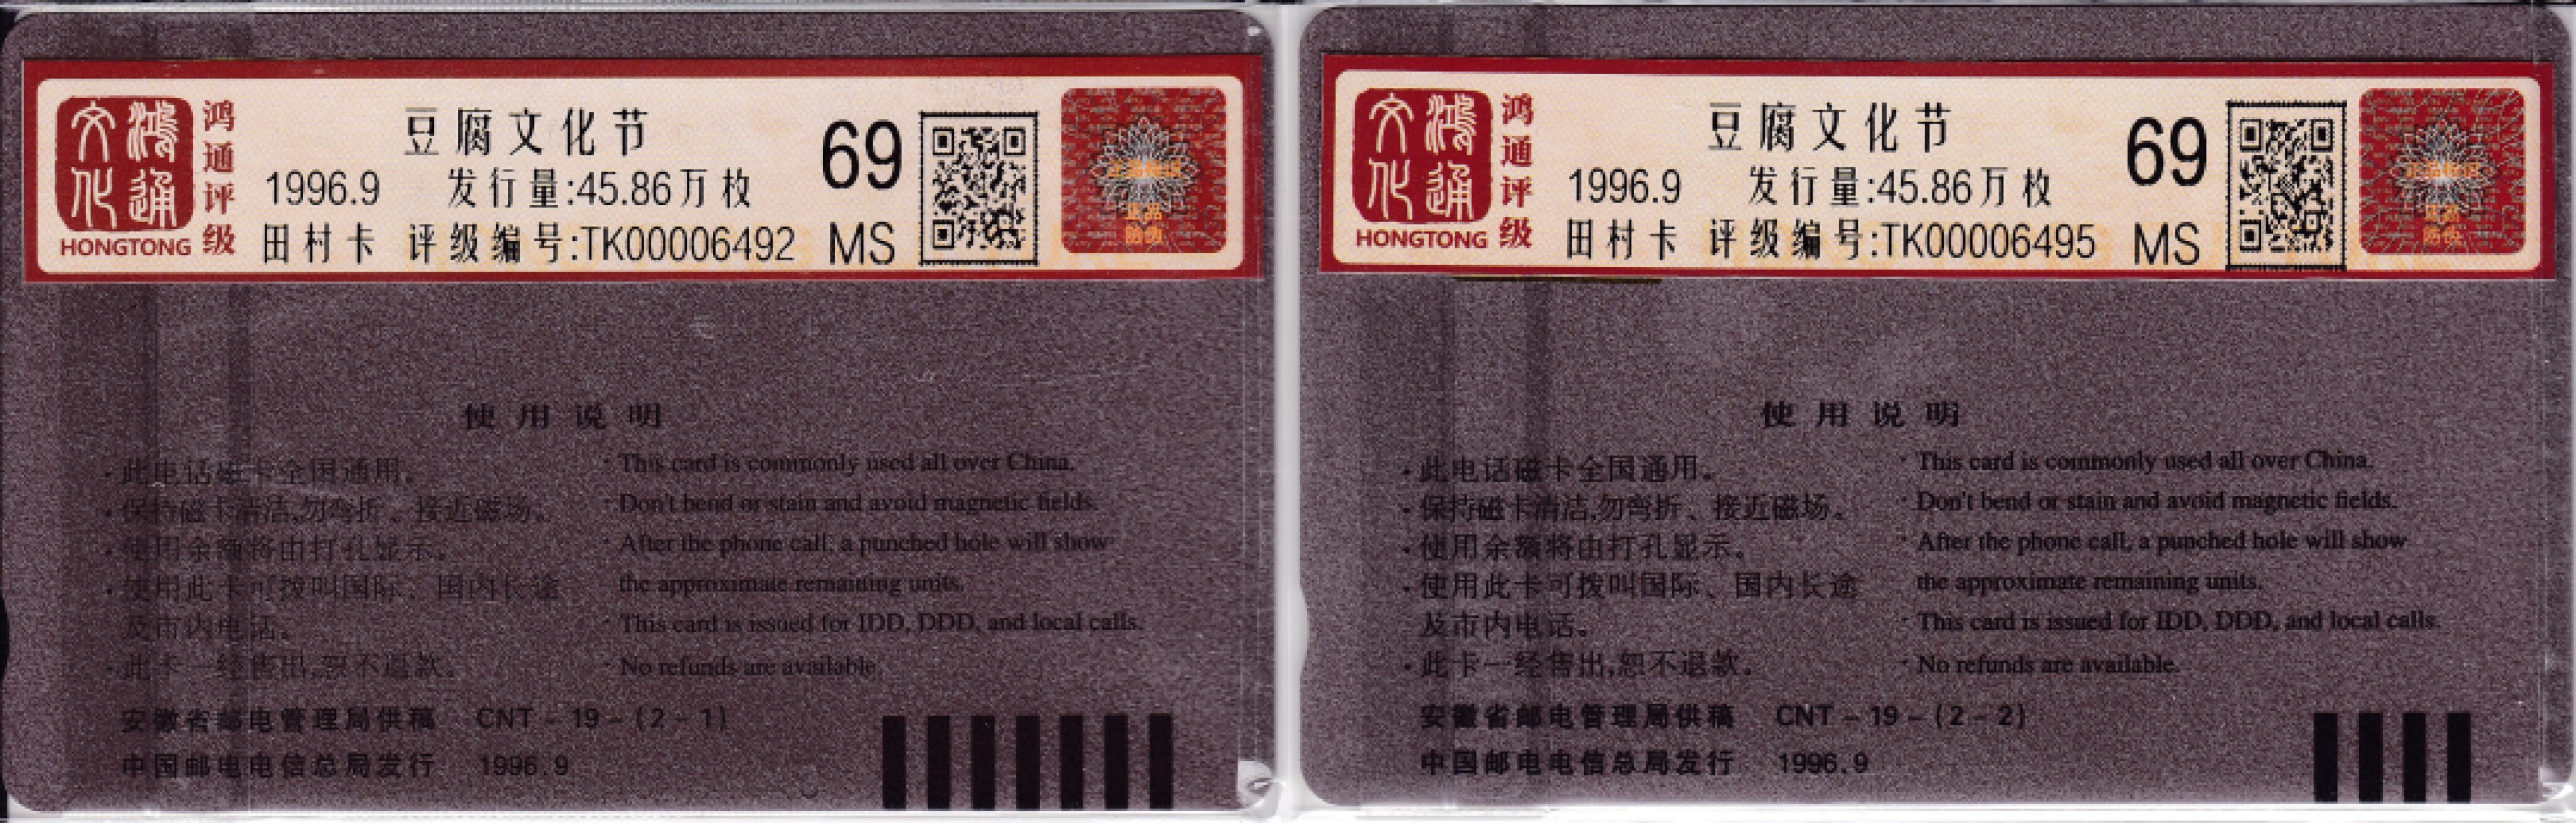 鸿通文化
HONGTONG
鸿通评级
豆腐文化节
1996.9 发行量:45.86万枚
田村卡 评级编号:TK00006492
69
MS
正品
防伪
使用说明
·此电话磁卡全国通用。
·保持磁卡清洁,勿弯折、接近磁场。
·使用余额将由打孔显示。
·使用此卡可拨叫国际、国内长途
及市内电话。
·此卡一经售出,恕不退款。
·This card is commonly used all over China.
·Don't bend or stain and avoid magnetic fields.
·After the phone call, a punched hole will show
the approximate remaining units.
·This card is issued for IDD, DDD, and local calls.
·No refunds are available.
安徽省邮电管理局供稿 CNT－19－(2－1)
中国邮电电信总局发行 1996.9
鸿通文化
HONGTONG
鸿通评级
豆腐文化节
1996.9 发行量:45.86万枚
田村卡 评级编号:TK00006495
69
MS
使用说明
·此电话磁卡全国通用。
·保持磁卡清洁,勿弯折、接近磁场。
·使用余额将由打孔显示。
·使用此卡可拨叫国际、国内长途
及市内电话。
·此卡一经售出,恕不退款。
·This card is commonly used all over China.
·Don't bend or stain and avoid magnetic fields.
·After the phone call, a punched hole will show
the approximate remaining units.
·This card is issued for IDD, DDD, and local calls.
·No refunds are available.
安徽省邮电管理局供稿 CNT－19－(2－2)
中国邮电电信总局发行 1996.9